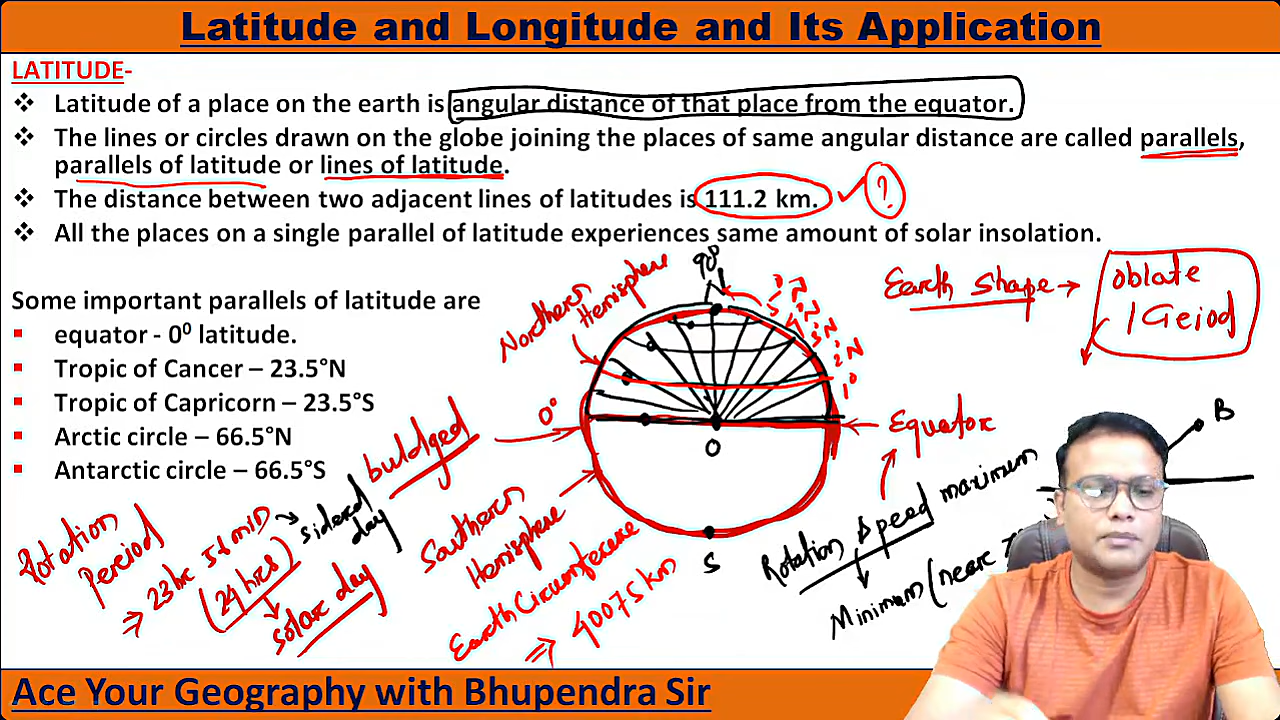 Latitude and Longitude and Its Application
LATITUDE-
❖ Latitude of a place on the earth is angular distance of that place from the equator.
❖ The lines or circles drawn on the globe joining the places of same angular distance are called parallels,
parallels of latitude or lines of latitude.
❖ The distance between two adjacent lines of latitudes is 111.2 km. ?
❖ All the places on a single parallel of latitude experiences same amount of solar insolation.
Some important parallels of latitude are
▪ equator - 0⁰ latitude.
▪ Tropic of Cancer – 23.5°N
▪ Tropic of Capricorn – 23.5°S
▪ Arctic circle – 66.5°N
▪ Antarctic circle – 66.5°S
Earth Shape → oblate
/ Geiod
90°
Northern
Hemisphere
N
1°
0°
buldged
Equator
O
B
Southern
Hemisphere
S
Earth Circumference
⇒ 40075 km
Rotation Speed maximum
Minimum (near
Rotation
Period
⇒ 23hr 56 min → sideral
day
(24 hrs)
solar day
Ace Your Geography with Bhupendra Sir